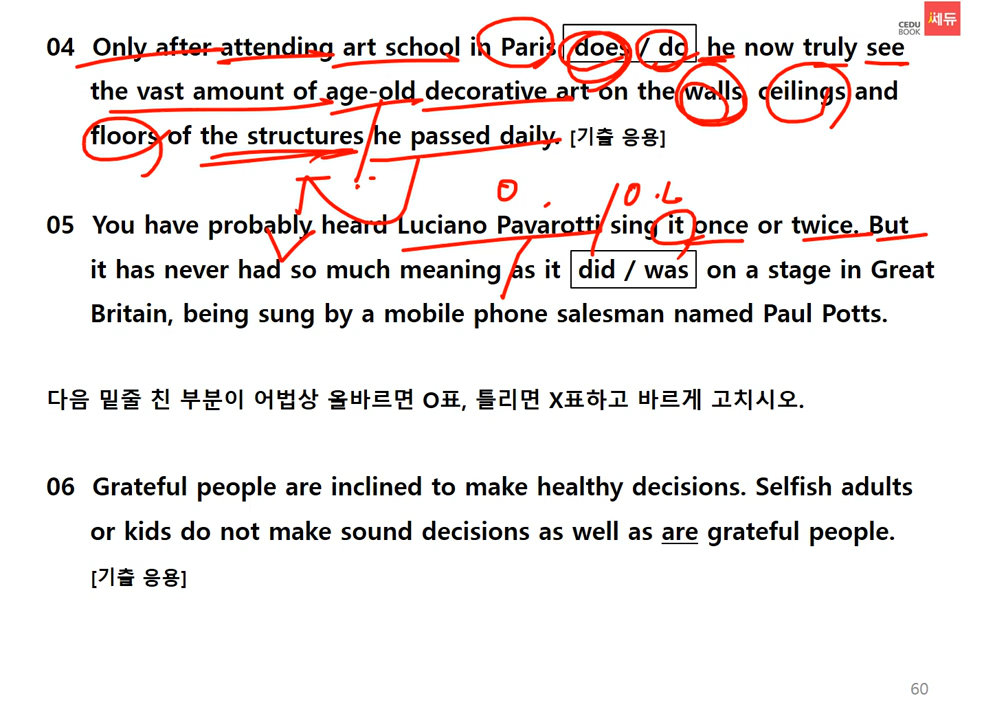 CEDU
BOOK
쎄듀
04 Only after attending art school in Paris does / do he now truly see
the vast amount of age-old decorative art on the walls, ceilings and
floors of the structures he passed daily. [기출 응용]
O
O.C
05 You have probably heard Luciano Pavarotti sing it once or twice. But
it has never had so much meaning as it did / was on a stage in Great
Britain, being sung by a mobile phone salesman named Paul Potts.
다음 밑줄 친 부분이 어법상 올바르면 O표, 틀리면 X표하고 바르게 고치시오.
06 Grateful people are inclined to make healthy decisions. Selfish adults
or kids do not make sound decisions as well as are grateful people.
[기출 응용]
60